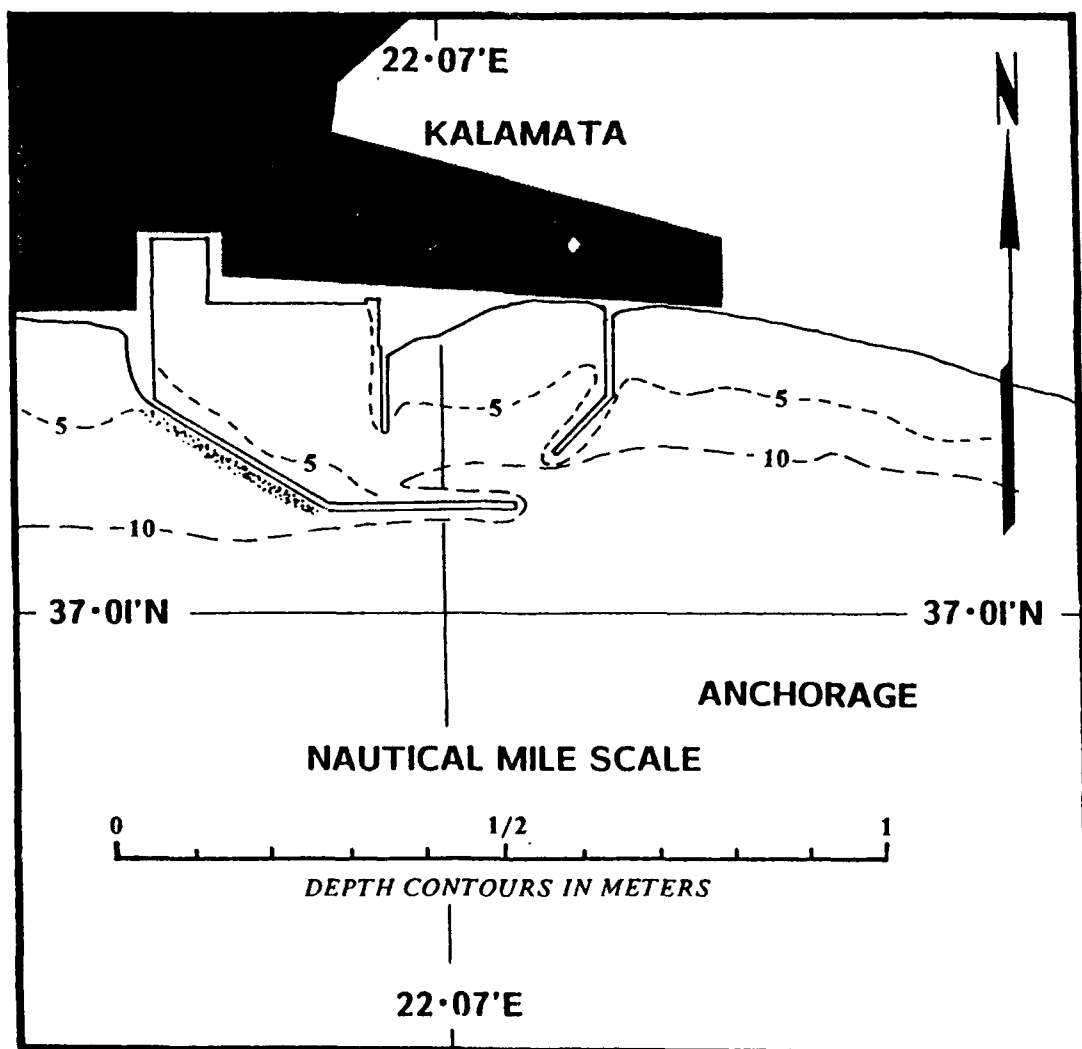 22·07'E
N
KALAMATA
5
5
5
5
10
10
37·01'N
37·01'N
ANCHORAGE
NAUTICAL MILE SCALE
0 1/2 1
DEPTH CONTOURS IN METERS
22·07'E